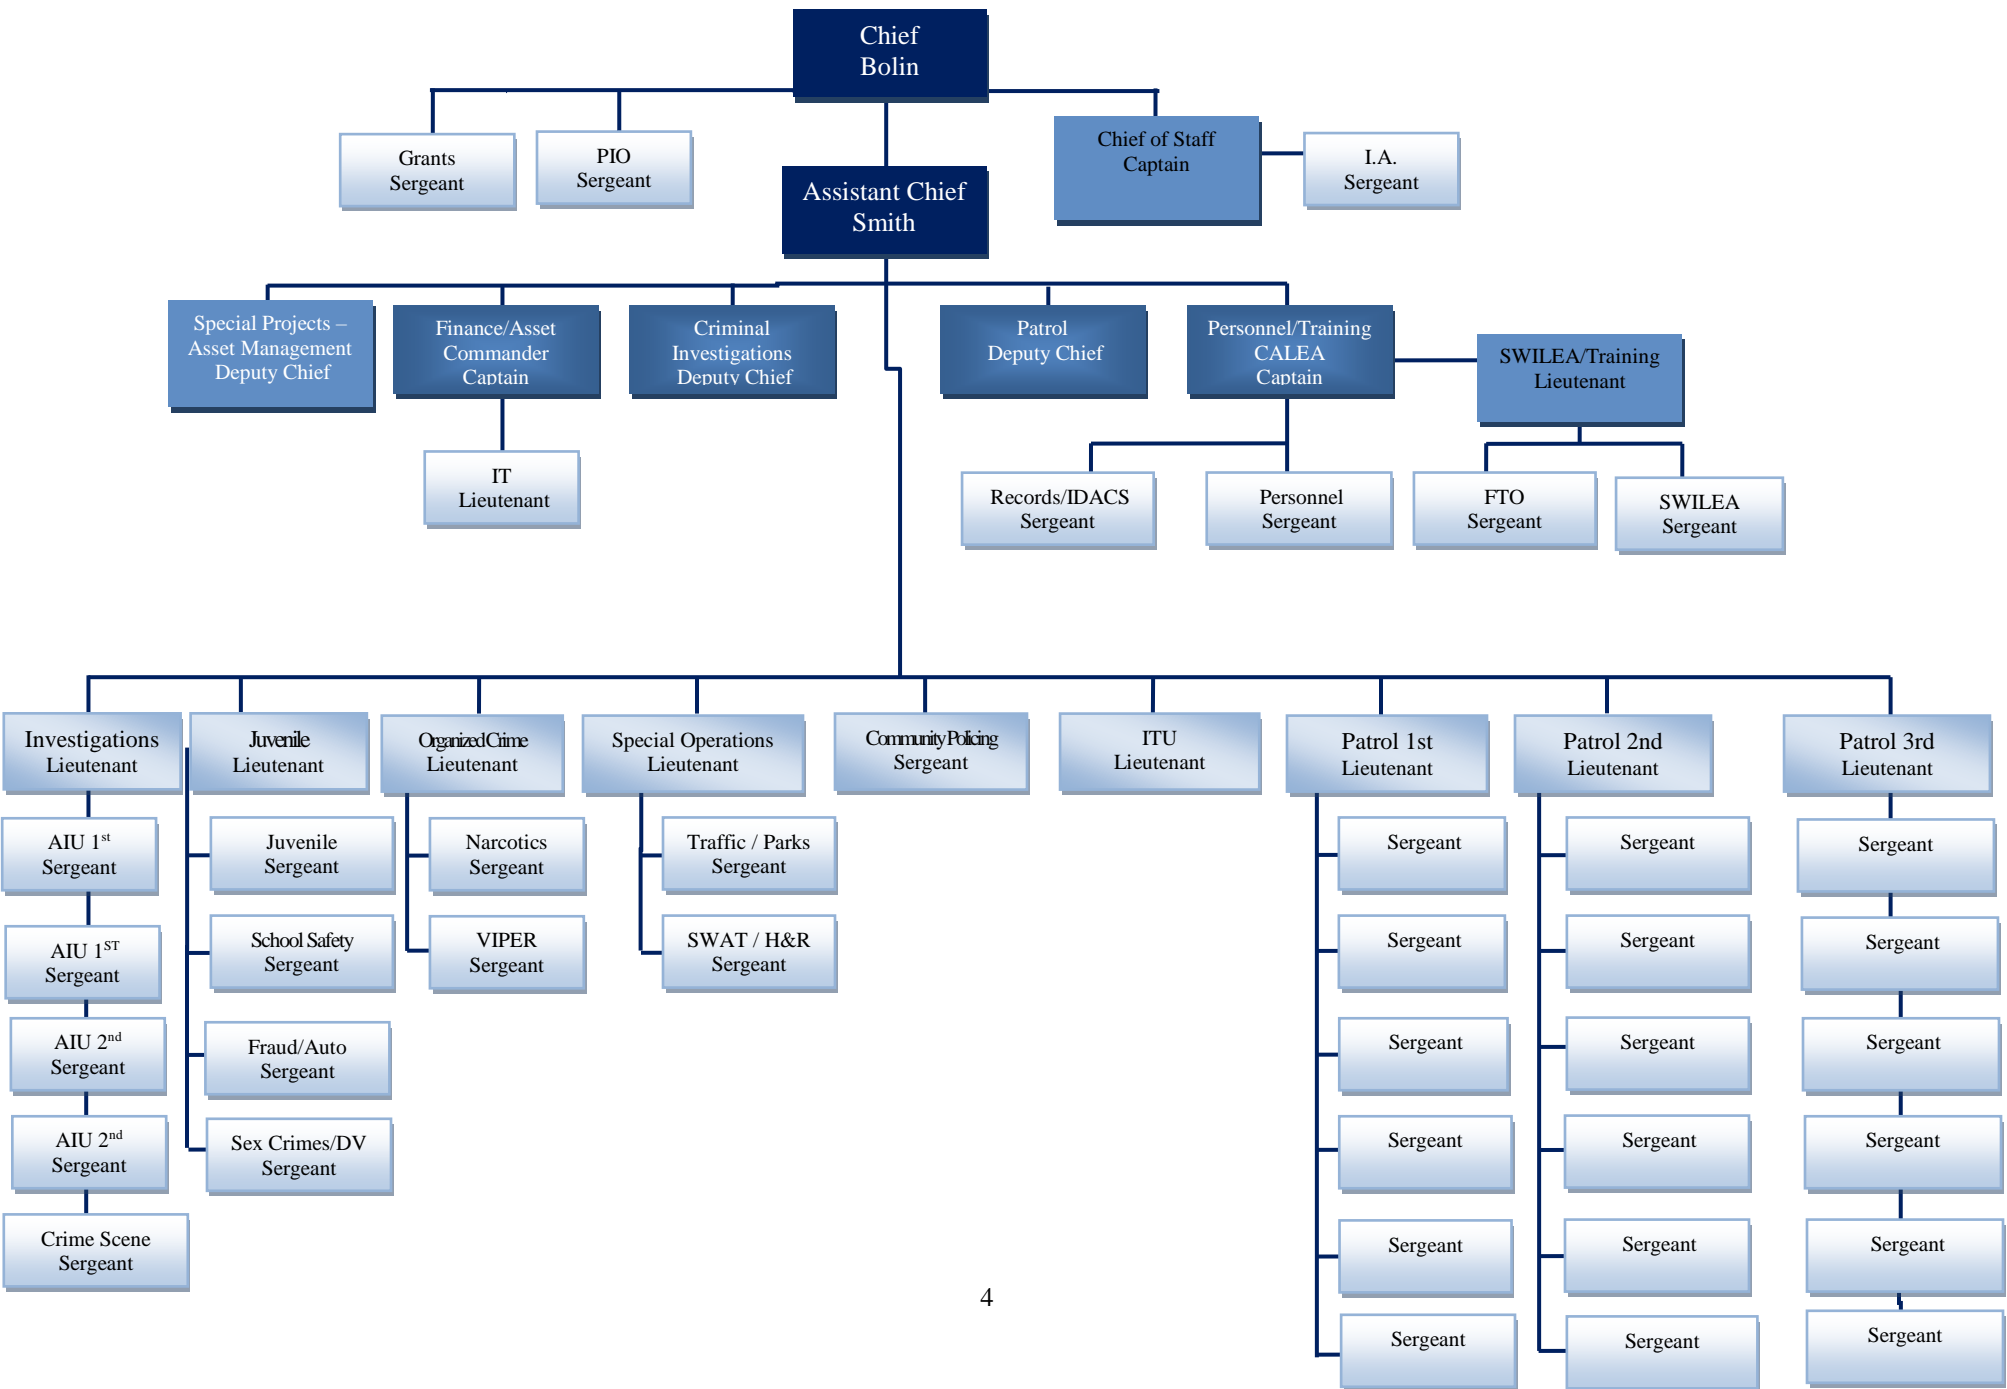 Chief
Bolin
Grants
Sergeant
PIO
Sergeant
Chief of Staff
Captain
I.A.
Sergeant
Assistant Chief
Smith
Special Projects –
Asset Management
Deputy Chief
Finance/Asset
Commander
Captain
Criminal
Investigations
Deputy Chief
Patrol
Deputy Chief
Personnel/Training
CALEA
Captain
SWILEA/Training
Lieutenant
IT
Lieutenant
Records/IDACS
Sergeant
Personnel
Sergeant
FTO
Sergeant
SWILEA
Sergeant
Investigations
Lieutenant
Juvenile
Lieutenant
Organized Crime
Lieutenant
Special Operations
Lieutenant
Community Policing
Sergeant
ITU
Lieutenant
Patrol 1st
Lieutenant
Patrol 2nd
Lieutenant
Patrol 3rd
Lieutenant
AIU 1st
Sergeant
Juvenile
Sergeant
Narcotics
Sergeant
Traffic / Parks
Sergeant
Sergeant
Sergeant
Sergeant
AIU 1ST
Sergeant
School Safety
Sergeant
VIPER
Sergeant
SWAT / H&R
Sergeant
Sergeant
Sergeant
Sergeant
AIU 2nd
Sergeant
Fraud/Auto
Sergeant
Sergeant
Sergeant
Sergeant
AIU 2nd
Sergeant
Sex Crimes/DV
Sergeant
Sergeant
Sergeant
Sergeant
Crime Scene
Sergeant
Sergeant
Sergeant
Sergeant
Sergeant
Sergeant
Sergeant
4